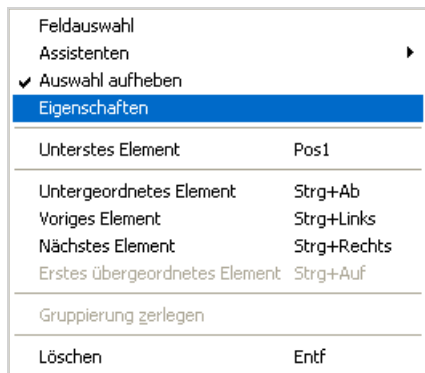 Feldauswahl
Assistenten
Auswahl aufheben
Eigenschaften
Unterstes Element Pos1
Untergeordnetes Element Strg+Ab
Voriges Element Strg+Links
Nächstes Element Strg+Rechts
Erstes übergeordnetes Element Strg+Auf
Gruppierung zerlegen
Löschen Entf